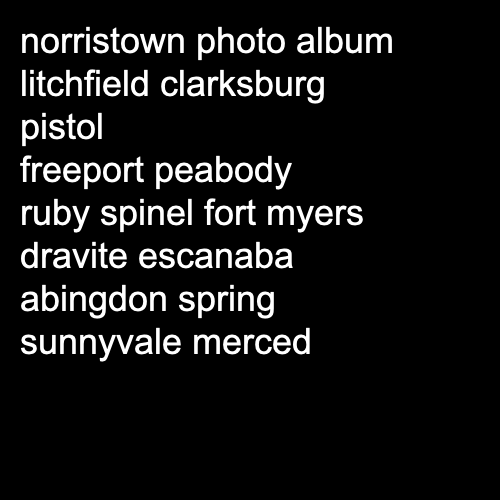 norristown photo album
litchfield clarksburg
pistol
freeport peabody
ruby spinel fort myers
dravite escanaba
abingdon spring
sunnyvale merced